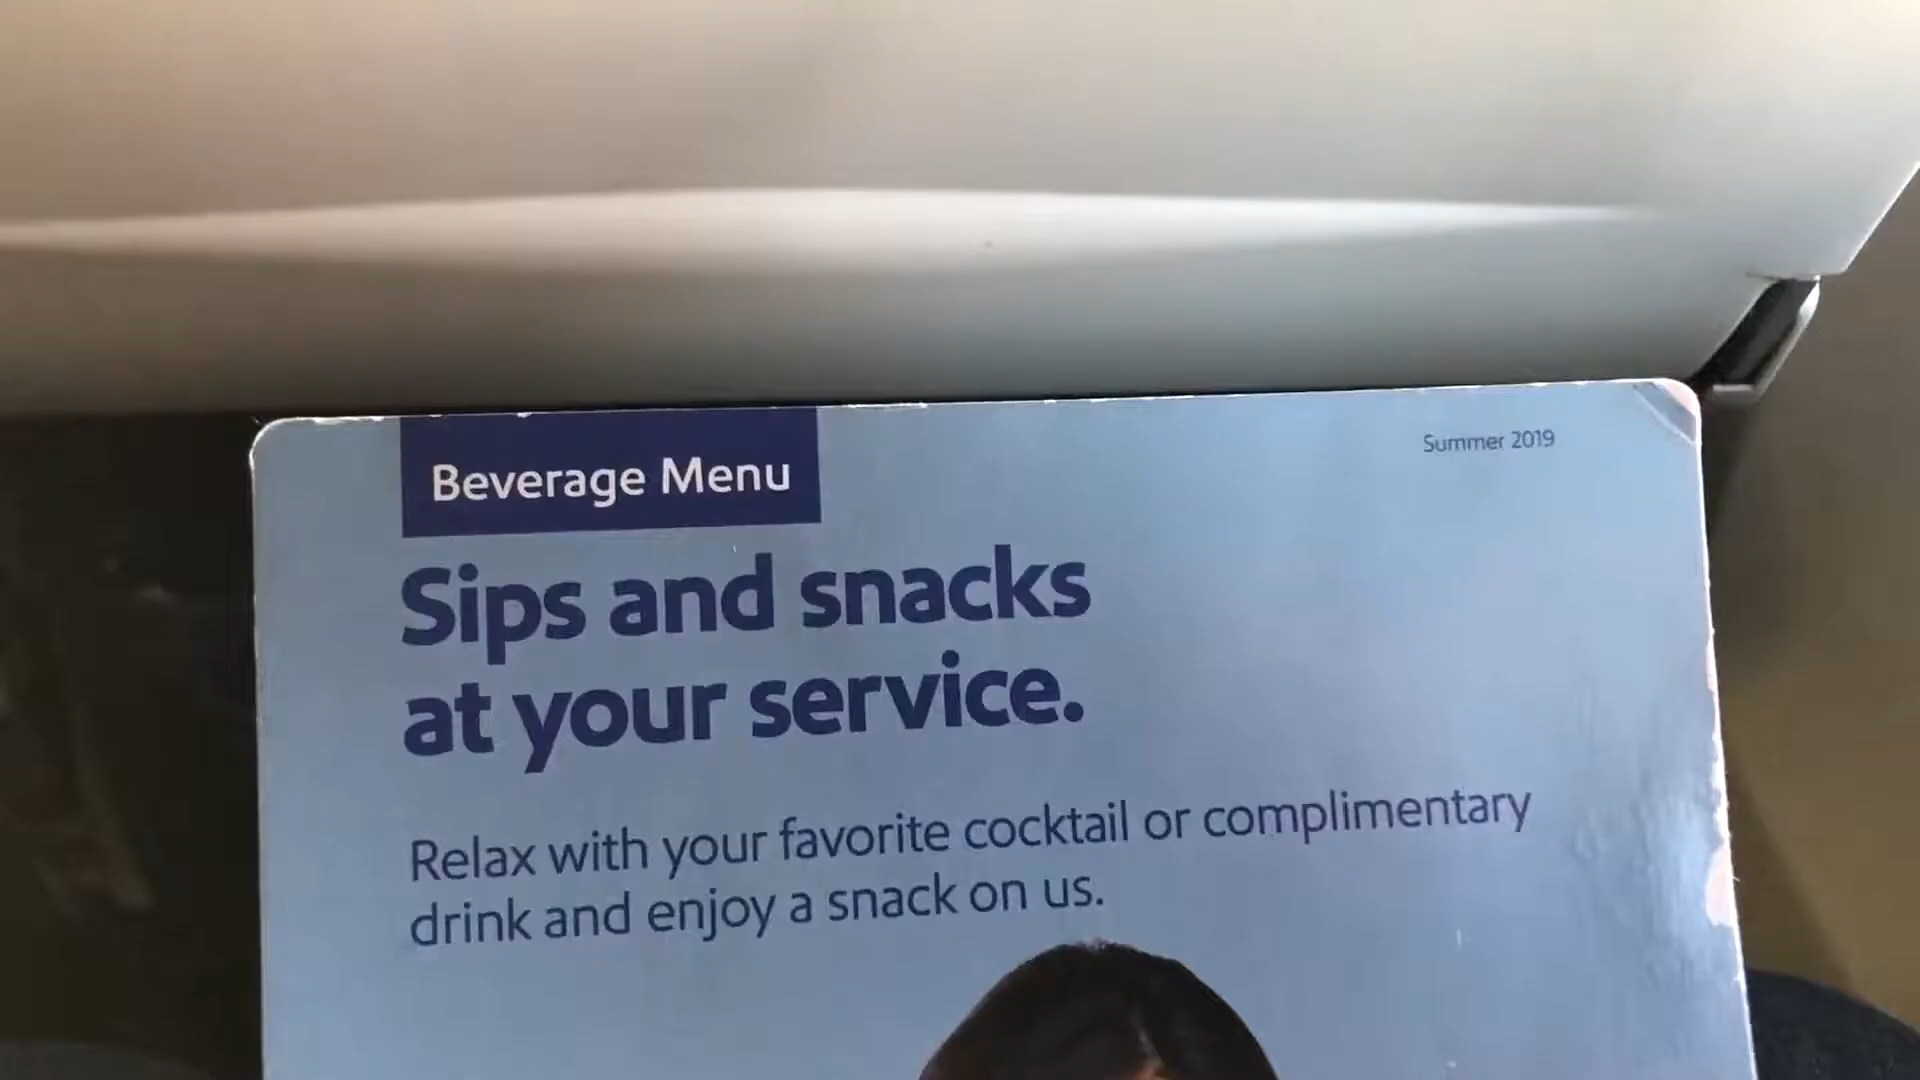 Beverage Menu
Summer 2019
Sips and snacks
at your service.
Relax with your favorite cocktail or complimentary
drink and enjoy a snack on us.